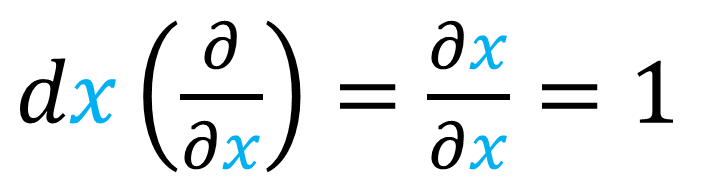 dx(∂/∂x) = ∂x/∂x = 1